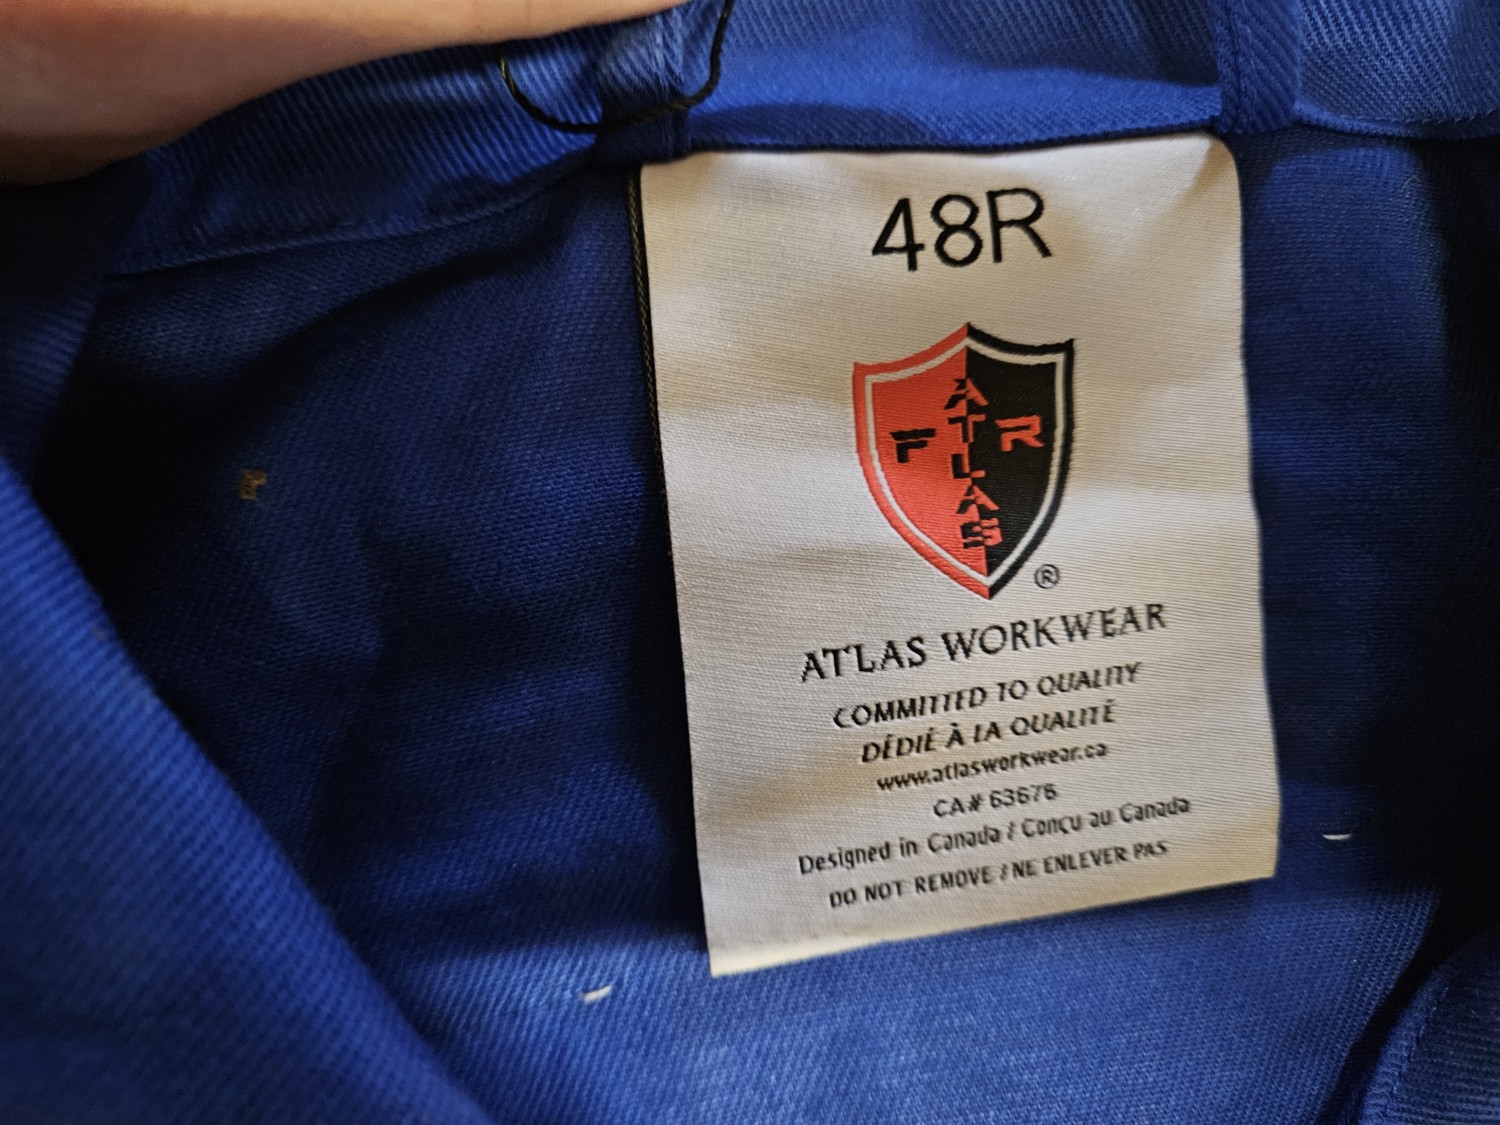 48R
F ATLAS R
®
ATLAS WORKWEAR
COMMITTED TO QUALITY
DÉDIÉ À LA QUALITÉ
www.atlasworkwear.ca
CA# 63676
Designed in Canada / Conçu au Canada
DO NOT REMOVE / NE ENLEVER PAS